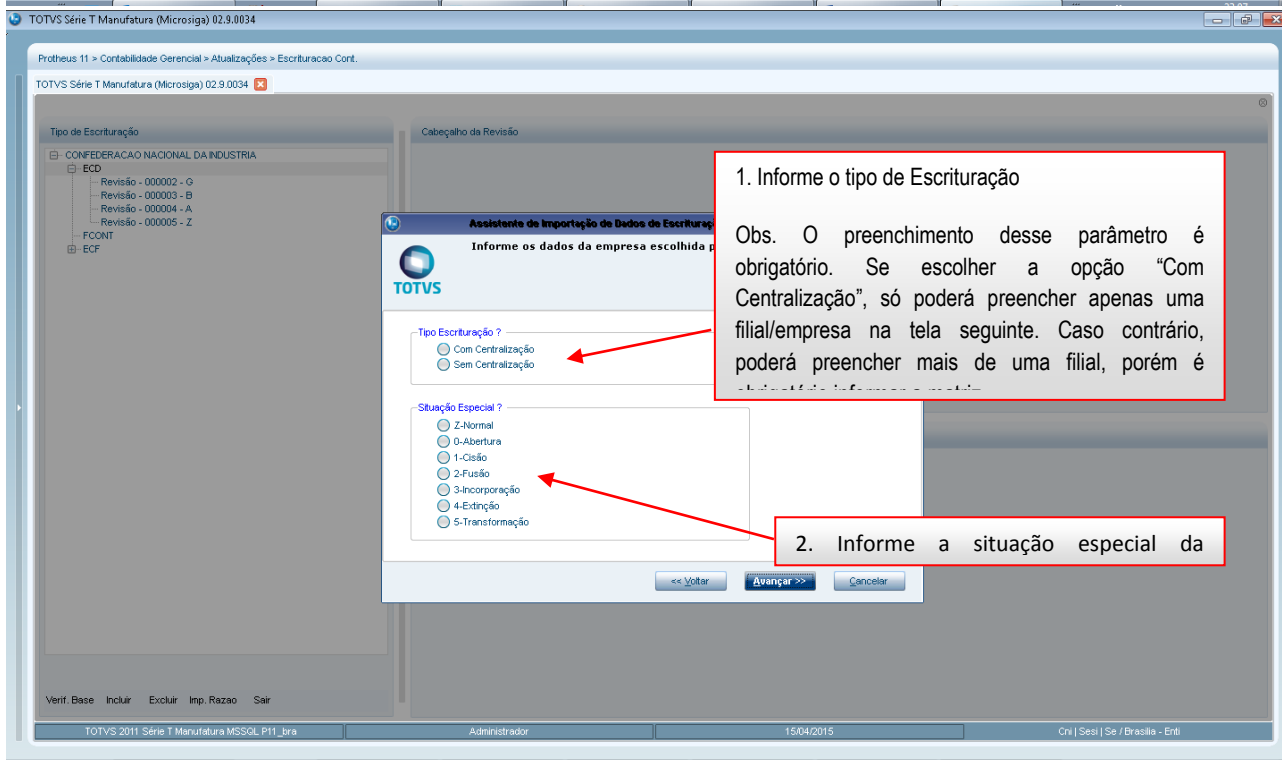 TOTVS Série T Manufatura (Microsiga) 02.9.0034
Protheus 11 > Contabilidade Gerencial > Atualizações > Escrituracao Cont.
TOTVS Série T Manufatura (Microsiga) 02.9.0034
Tipo de Escrituração
Cabeçalho da Revisão
CONFEDERACAO NACIONAL DA INDUSTRIA
ECD
Revisão - 000002 - G
Revisão - 000003 - B
Revisão - 000004 - A
Revisão - 000005 - Z
FCONT
ECF
Assistente de Importação de Dados de Escrituraç
Informe os dados da empresa escolhida p
TOTVS
Tipo Escrituração ?
Com Centralização
Sem Centralização
Situação Especial ?
Z-Normal
0-Abertura
1-Cisão
2-Fusão
3-Incorporação
4-Extinção
5-Transformação
<< Voltar
Avançar >>
Cancelar
1. Informe o tipo de Escrituração
Obs. O preenchimento desse parâmetro é
obrigatório. Se escolher a opção “Com
Centralização”, só poderá preencher apenas uma
filial/empresa na tela seguinte. Caso contrário,
poderá preencher mais de uma filial, porém é
obrigatório informar a matriz
2. Informe a situação especial da
Verif. Base Incluir Excluir Imp. Razao Sair
TOTVS 2011 Série T Manufatura MSSQL P11_bra
Administrador
15/04/2015
Cni | Sesi | Se / Brasilia - Enti